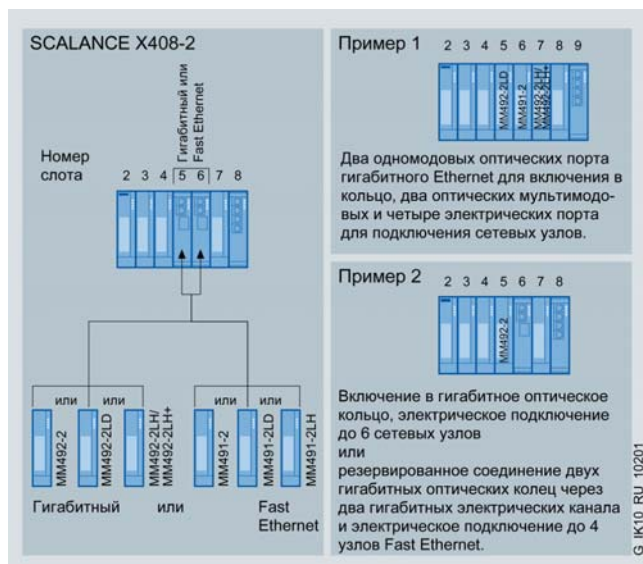 SCALANCE X408-2
Гигабитный или
Fast Ethernet
Номер
слота
2 3 4 5 6 7 8
или или
MM492-2
MM492-2LD
MM492-2LH/
MM492-2LH+
или или
MM491-2
MM491-2LD
MM491-2LH
Гигабитный или Fast
Ethernet
Пример 1
2 3 4 5 6 7 8 9
MM492-2LD
MM491-2
MM492-2LH/
MM492-2LH+
Два одномодовых оптических порта
гигабитного Ethernet для включения в
кольцо, два оптических мультимодо-
вых и четыре электрических порта
для подключения сетевых узлов.
Пример 2
2 3 4 5 6 7 8
MM492-2
Включение в гигабитное оптическое
кольцо, электрическое подключение
до 6 сетевых узлов
или
резервированное соединение двух
гигабитных оптических колец через
два гигабитных электрических канала
и электрическое подключение до 4
узлов Fast Ethernet.
G_IK10_RU_10201